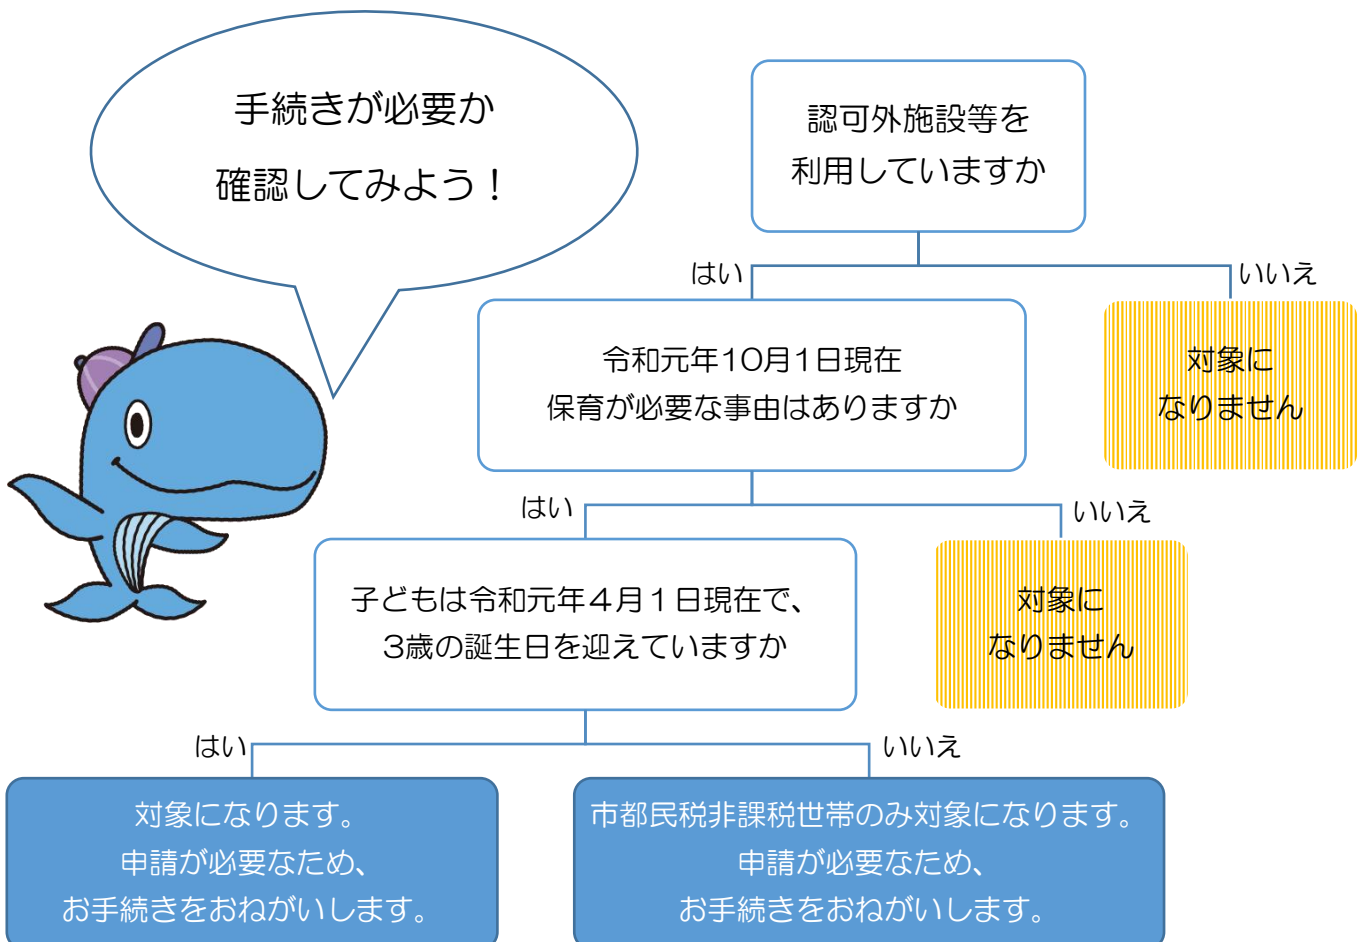 手続きが必要か
確認してみよう！
認可外施設等を
利用していますか
はい
いいえ
令和元年10月1日現在
保育が必要な事由はありますか
対象に
なりません
はい
いいえ
子どもは令和元年４月１日現在で、
3歳の誕生日を迎えていますか
対象に
なりません
はい
いいえ
対象になります。
申請が必要なため、
お手続きをおねがいします。
市都民税非課税世帯のみ対象になります。
申請が必要なため、
お手続きをおねがいします。